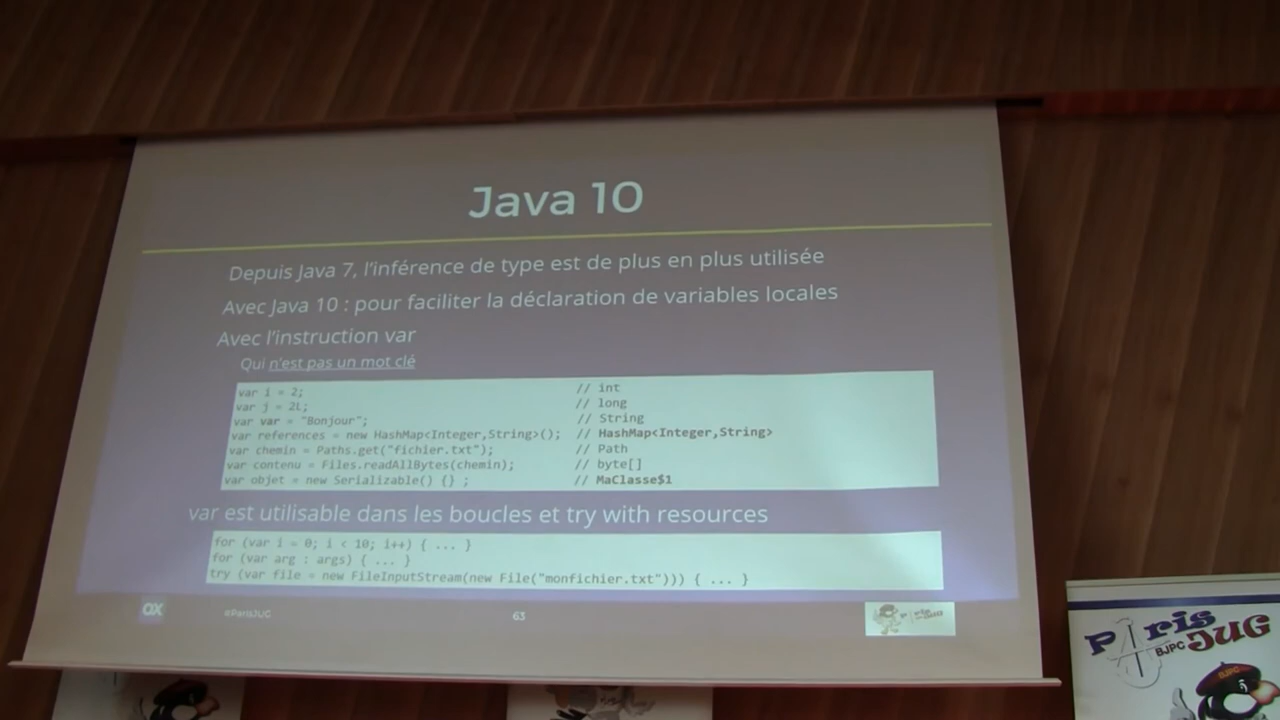 Java 10
Depuis Java 7, l'inférence de type est de plus en plus utilisée
Avec Java 10 : pour faciliter la déclaration de variables locales
Avec l'instruction var
Qui n'est pas un mot clé
var i = 2; // int
var j = 2L; // long
var var = "Bonjour"; // String
var references = new HashMap<Integer,String>(); // HashMap<Integer,String>
var chemin = Paths.get("fichier.txt"); // Path
var contenu = Files.readAllBytes(chemin); // byte[]
var objet = new Serializable() {} ; // MaClasse$1
var est utilisable dans les boucles et try with resources
for (var i = 0; i < 10; i++) { ... }
for (var arg : args) { ... }
try (var file = new FileInputStream(new File("monfichier.txt"))) { ... }
OX
@ParisJUG
63
Paris
BJPC JUG
BJPC